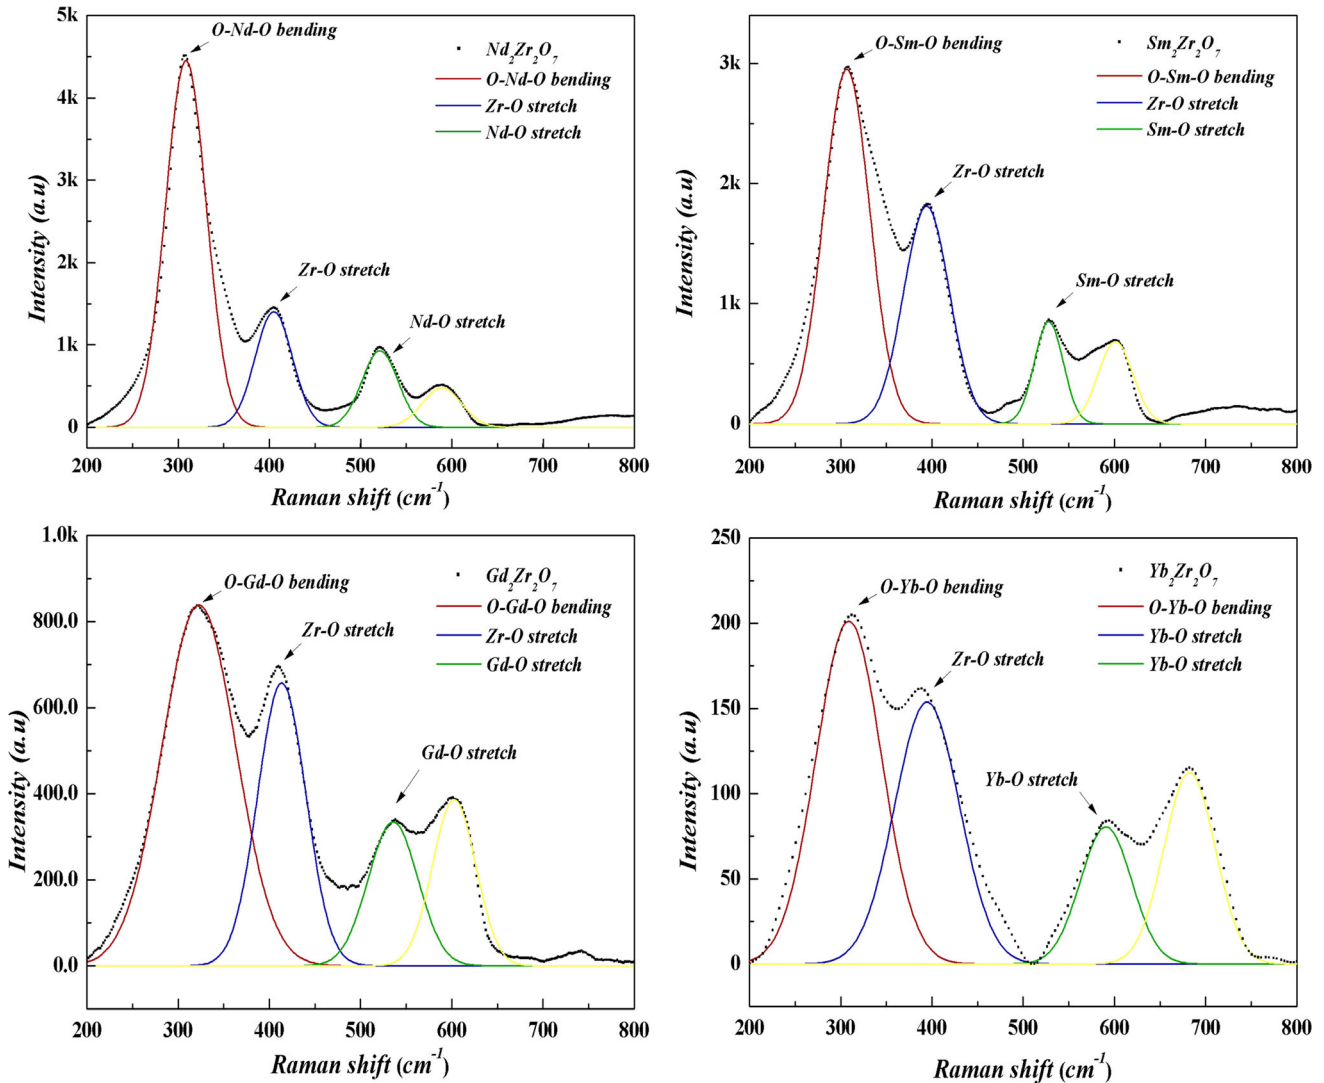 5k
4k
3k
2k
1k
0
Intensity (a.u)
O-Nd-O bending
Zr-O stretch
Nd-O stretch
Nd2Zr2O7
O-Nd-O bending
Zr-O stretch
Nd-O stretch
200 300 400 500 600 700 800
Raman shift (cm-1)
3k
2k
1k
0
Intensity (a.u)
O-Sm-O bending
Zr-O stretch
Sm-O stretch
Sm2Zr2O7
O-Sm-O bending
Zr-O stretch
Sm-O stretch
200 300 400 500 600 700 800
Raman shift (cm-1)
1.0k
800.0
600.0
400.0
200.0
0.0
Intensity (a.u)
O-Gd-O bending
Zr-O stretch
Gd-O stretch
Gd2Zr2O7
O-Gd-O bending
Zr-O stretch
Gd-O stretch
200 300 400 500 600 700 800
Raman shift (cm-1)
250
200
150
100
50
0
Intensity (a.u)
O-Yb-O bending
Zr-O stretch
Yb-O stretch
Yb2Zr2O7
O-Yb-O bending
Yb-O stretch
Yb-O stretch
200 300 400 500 600 700 800
Raman shift (cm-1)